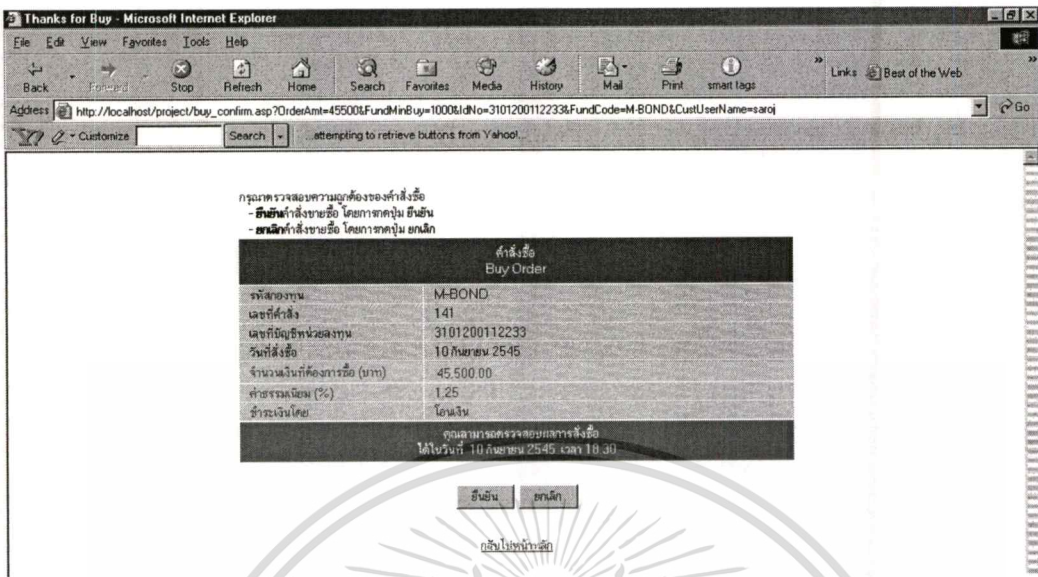 Thanks for Buy - Microsoft Internet Explorer
File Edit View Favorites Tools Help
Back Forward Stop Refresh Home Search Favorites Media History Mail Print smart tags » Links Best of the Web »
Address http://localhost/project/buy_confirm.asp?OrderAmt=45500&FundMinBuy=1000&IdNo=3101200112233&FundCode=M-BOND&CustUserName=saroj Go
Y! Customize Search ...attempting to retrieve buttons from Yahoo!...
กรุณาตรวจสอบความถูกต้องของคำสั่งซื้อ
- ยืนยันคำสั่งขายซื้อ โดยการกดปุ่ม ยืนยัน
- ยกเลิกคำสั่งขายซื้อ โดยการกดปุ่ม ยกเลิก
คำสั่งซื้อ
Buy Order
รหัสกองทุน M-BOND
เลขที่คำสั่ง 141
เลขที่บัญชีหน่วยลงทุน 3101200112233
วันที่สั่งซื้อ 10 กันยายน 2545
จำนวนเงินที่ต้องการซื้อ (บาท) 45,500.00
ค่าธรรมเนียม (%) 1.25
ชำระเงินโดย โอนเงิน
คุณสามารถตรวจสอบผลการสั่งซื้อ
ได้ในวันที่ 10 กันยายน 2545 เวลา 18.30
ยืนยัน ยกเลิก
กลับไปหน้าหลัก